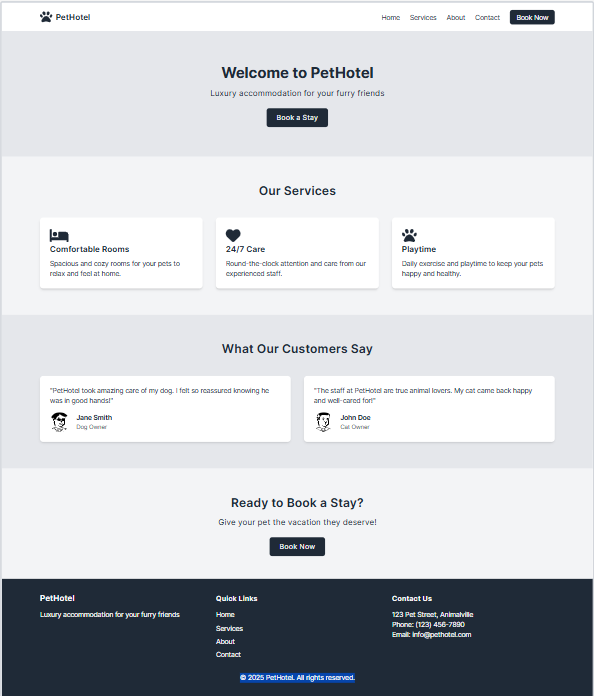 PetHotel
Home Services About Contact Book Now
Welcome to PetHotel
Luxury accommodation for your furry friends
Book a Stay
Our Services
Comfortable Rooms
Spacious and cozy rooms for your pets to
relax and feel at home.
24/7 Care
Round-the-clock attention and care from our
experienced staff.
Playtime
Daily exercise and playtime to keep your pets
happy and healthy.
What Our Customers Say
"PetHotel took amazing care of my dog. I felt so reassured knowing he
was in good hands!"
Jane Smith
Dog Owner
"The staff at PetHotel are true animal lovers. My cat came back happy
and well-cared for!"
John Doe
Cat Owner
Ready to Book a Stay?
Give your pet the vacation they deserve!
Book Now
PetHotel
Luxury accommodation for your furry friends
Quick Links
Home
Services
About
Contact
Contact Us
123 Pet Street, Animalville
Phone: (123) 456-7890
Email: info@pethotel.com
© 2025 PetHotel. All rights reserved.